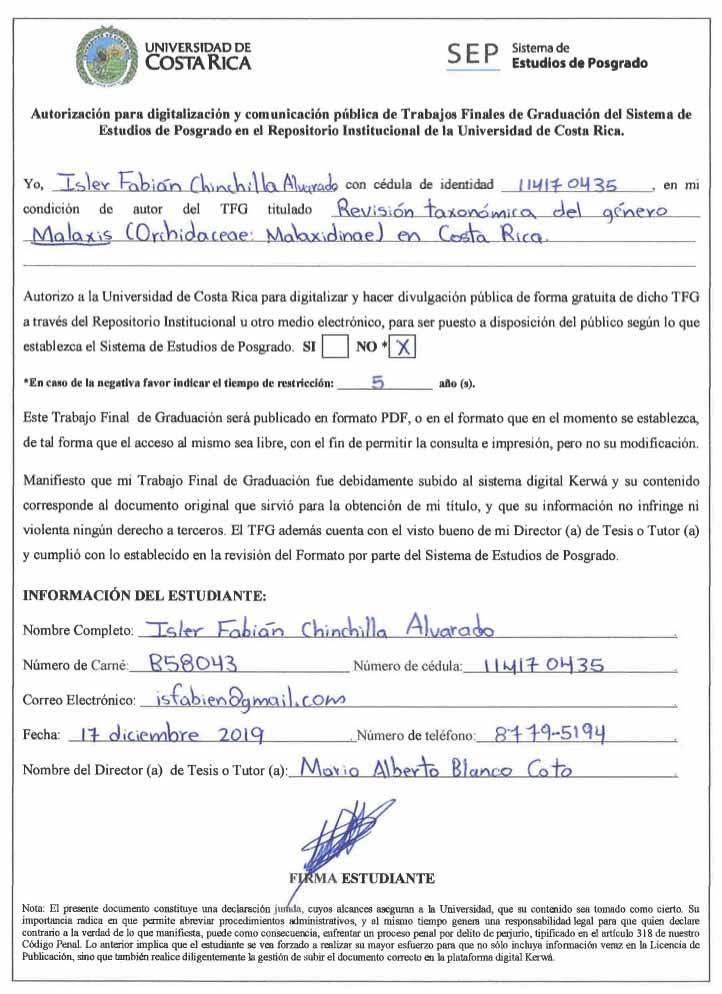 UNIVERSIDAD DE
COSTA RICA
SEP
Sistema de
Estudios de Posgrado
Autorización para digitalización y comunicación pública de Trabajos Finales de Graduación del Sistema de
Estudios de Posgrado en el Repositorio Institucional de la Universidad de Costa Rica.
Yo, Isler Fabián Chinchilla Alvarado con cédula de identidad 114170435, en mi
condición de autor del TFG titulado Revisión taxonómica del género
Malaxis (Orchidaceae: Malaxidinae) en Costa Rica.
Autorizo a la Universidad de Costa Rica para digitalizar y hacer divulgación pública de forma gratuita de dicho TFG
a través del Repositorio Institucional u otro medio electrónico, para ser puesto a disposición del público según lo que
establezca el Sistema de Estudios de Posgrado. SI NO * X
*En caso de la negativa favor indicar el tiempo de restricción: 5 año (s).
Este Trabajo Final de Graduación será publicado en formato PDF, o en el formato que en el momento se establezca,
de tal forma que el acceso al mismo sea libre, con el fin de permitir la consulta e impresión, pero no su modificación.
Manifiesto que mi Trabajo Final de Graduación fue debidamente subido al sistema digital Kerwá y su contenido
corresponde al documento original que sirvió para la obtención de mi título, y que su información no infringe ni
violenta ningún derecho a terceros. El TFG además cuenta con el visto bueno de mi Director (a) de Tesis o Tutor (a)
y cumplió con lo establecido en la revisión del Formato por parte del Sistema de Estudios de Posgrado.
INFORMACIÓN DEL ESTUDIANTE:
Nombre Completo: Isler Fabián Chinchilla Alvarado.
Número de Carné: B58043 Número de cédula: 114170435
Correo Electrónico: isfabien@gmail.com
Fecha: 17 diciembre 2019. Número de teléfono: 8779-5194
Nombre del Director (a) de Tesis o Tutor (a): Mario Alberto Blanco Coto.
FIRMA ESTUDIANTE
Nota: El presente documento constituye una declaración jurada, cuyos alcances aseguran a la Universidad, que su contenido sea tomado como cierto. Su
importancia radica en que permite abreviar procedimientos administrativos, y al mismo tiempo genera una responsabilidad legal para que quien declare
contrario a la verdad de lo que manifiesta, puede como consecuencia, enfrentar un proceso penal por delito de perjurio, tipificado en el artículo 318 de nuestro
Código Penal. Lo anterior implica que el estudiante se vea forzado a realizar su mayor esfuerzo para que no sólo incluya información veraz en la Licencia de
Publicación, sino que también realice diligentemente la gestión de subir el documento correcto en la plataforma digital Kerwá.